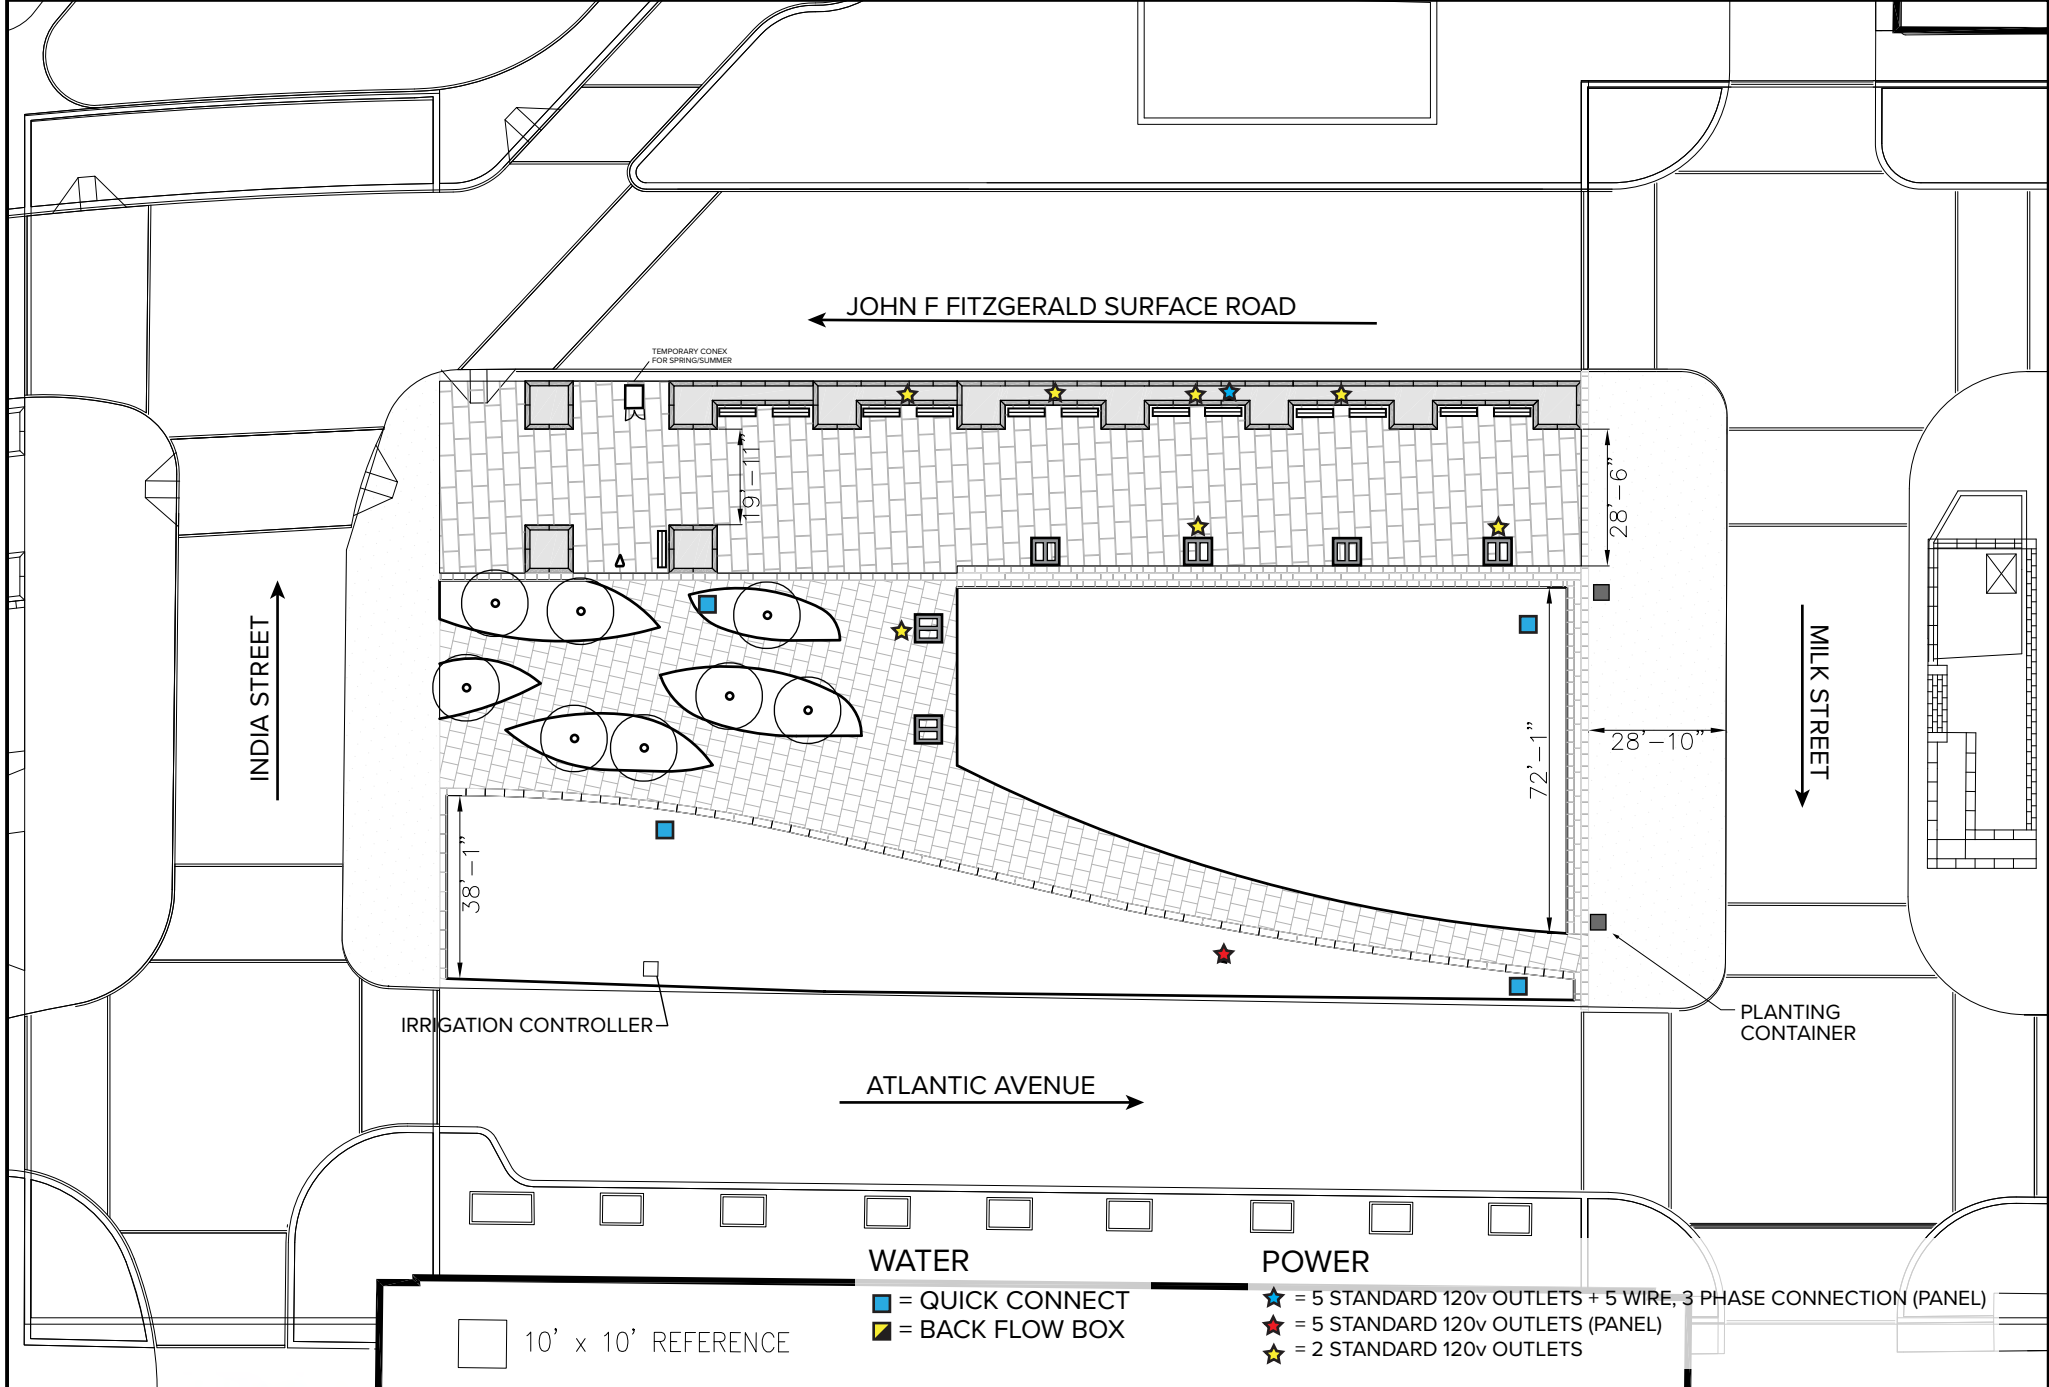 JOHN F FITZGERALD SURFACE ROAD
TEMPORARY CONEX
FOR SPRING/SUMMER
19'-11"
28'-6"
INDIA STREET
MILK STREET
28'-10"
72'-1"
38'-1"
IRRIGATION CONTROLLER
PLANTING
CONTAINER
ATLANTIC AVENUE
WATER
= QUICK CONNECT
= BACK FLOW BOX
POWER
= 5 STANDARD 120v OUTLETS + 5 WIRE, 3 PHASE CONNECTION (PANEL)
= 5 STANDARD 120v OUTLETS (PANEL)
= 2 STANDARD 120v OUTLETS
10' x 10' REFERENCE